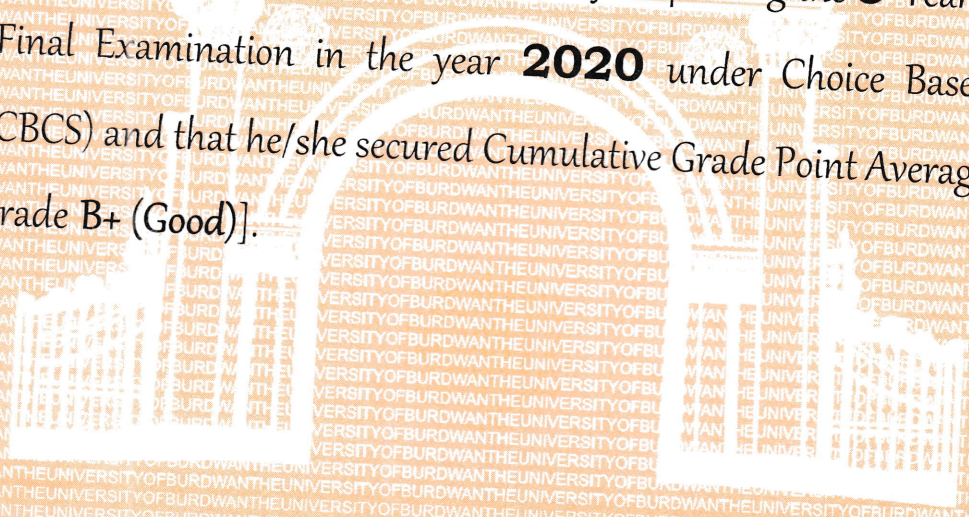 Final Examination in the year 2020 under Choice Base
CBCS) and that he/she secured Cumulative Grade Point Averag
rade B+ (Good)].
THEUNIVERSITYOFBURDWAN